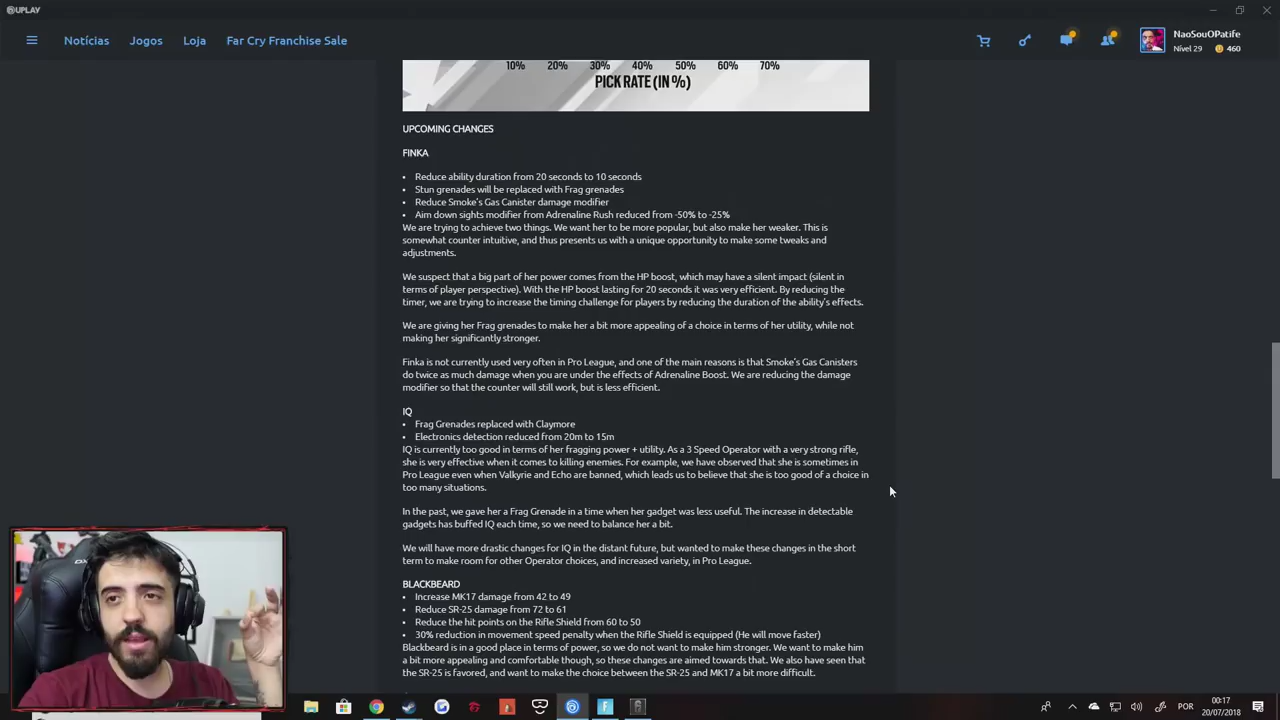 UPLAY
Notícias Jogos Loja Far Cry Franchise Sale
NaoSouOPatife
Nível 29 460
10% 20% 30% 40% 50% 60% 70%
PICK RATE (IN %)
UPCOMING CHANGES
FINKA
• Reduce ability duration from 20 seconds to 10 seconds
• Stun grenades will be replaced with Frag grenades
• Reduce Smoke's Gas Canister damage modifier
• Aim down sights modifier from Adrenaline Rush reduced from -50% to -25%
We are trying to achieve two things. We want her to be more popular, but also make her weaker. This is
somewhat counter intuitive, and thus presents us with a unique opportunity to make some tweaks and
adjustments.
We suspect that a big part of her power comes from the HP boost, which may have a silent impact (silent in
terms of player perspective). With the HP boost lasting for 20 seconds it was very efficient. By reducing the
timer, we are trying to increase the timing challenge for players by reducing the duration of the ability's effects.
We are giving her Frag grenades to make her a bit more appealing of a choice in terms of her utility, while not
making her significantly stronger.
Finka is not currently used very often in Pro League, and one of the main reasons is that Smoke's Gas Canisters
do twice as much damage when you are under the effects of Adrenaline Boost. We are reducing the damage
modifier so that the counter will still work, but is less efficient.
IQ
• Frag Grenades replaced with Claymore
• Electronics detection reduced from 20m to 15m
IQ is currently too good in terms of her fragging power + utility. As a 3 Speed Operator with a very strong rifle,
she is very effective when it comes to killing enemies. For example, we have observed that she is sometimes in
Pro League even when Valkyrie and Echo are banned, which leads us to believe that she is too good of a choice in
too many situations.
In the past, we gave her a Frag Grenade in a time when her gadget was less useful. The increase in detectable
gadgets has buffed IQ each time, so we need to balance her a bit.
We will have more drastic changes for IQ in the distant future, but wanted to make these changes in the short
term to make room for other Operator choices, and increased variety, in Pro League.
BLACKBEARD
• Increase MK17 damage from 42 to 49
• Reduce SR-25 damage from 72 to 61
• Reduce the hit points on the Rifle Shield from 60 to 50
• 30% reduction in movement speed penalty when the Rifle Shield is equipped (He will move faster)
Blackbeard is in a good place in terms of power, so we do not want to make him stronger. We want to make him
a bit more appealing and comfortable though, so these changes are aimed towards that. We also have seen that
the SR-25 is favored, and want to make the choice between the SR-25 and MK17 a bit more difficult.
POR
00:17
20/07/2018